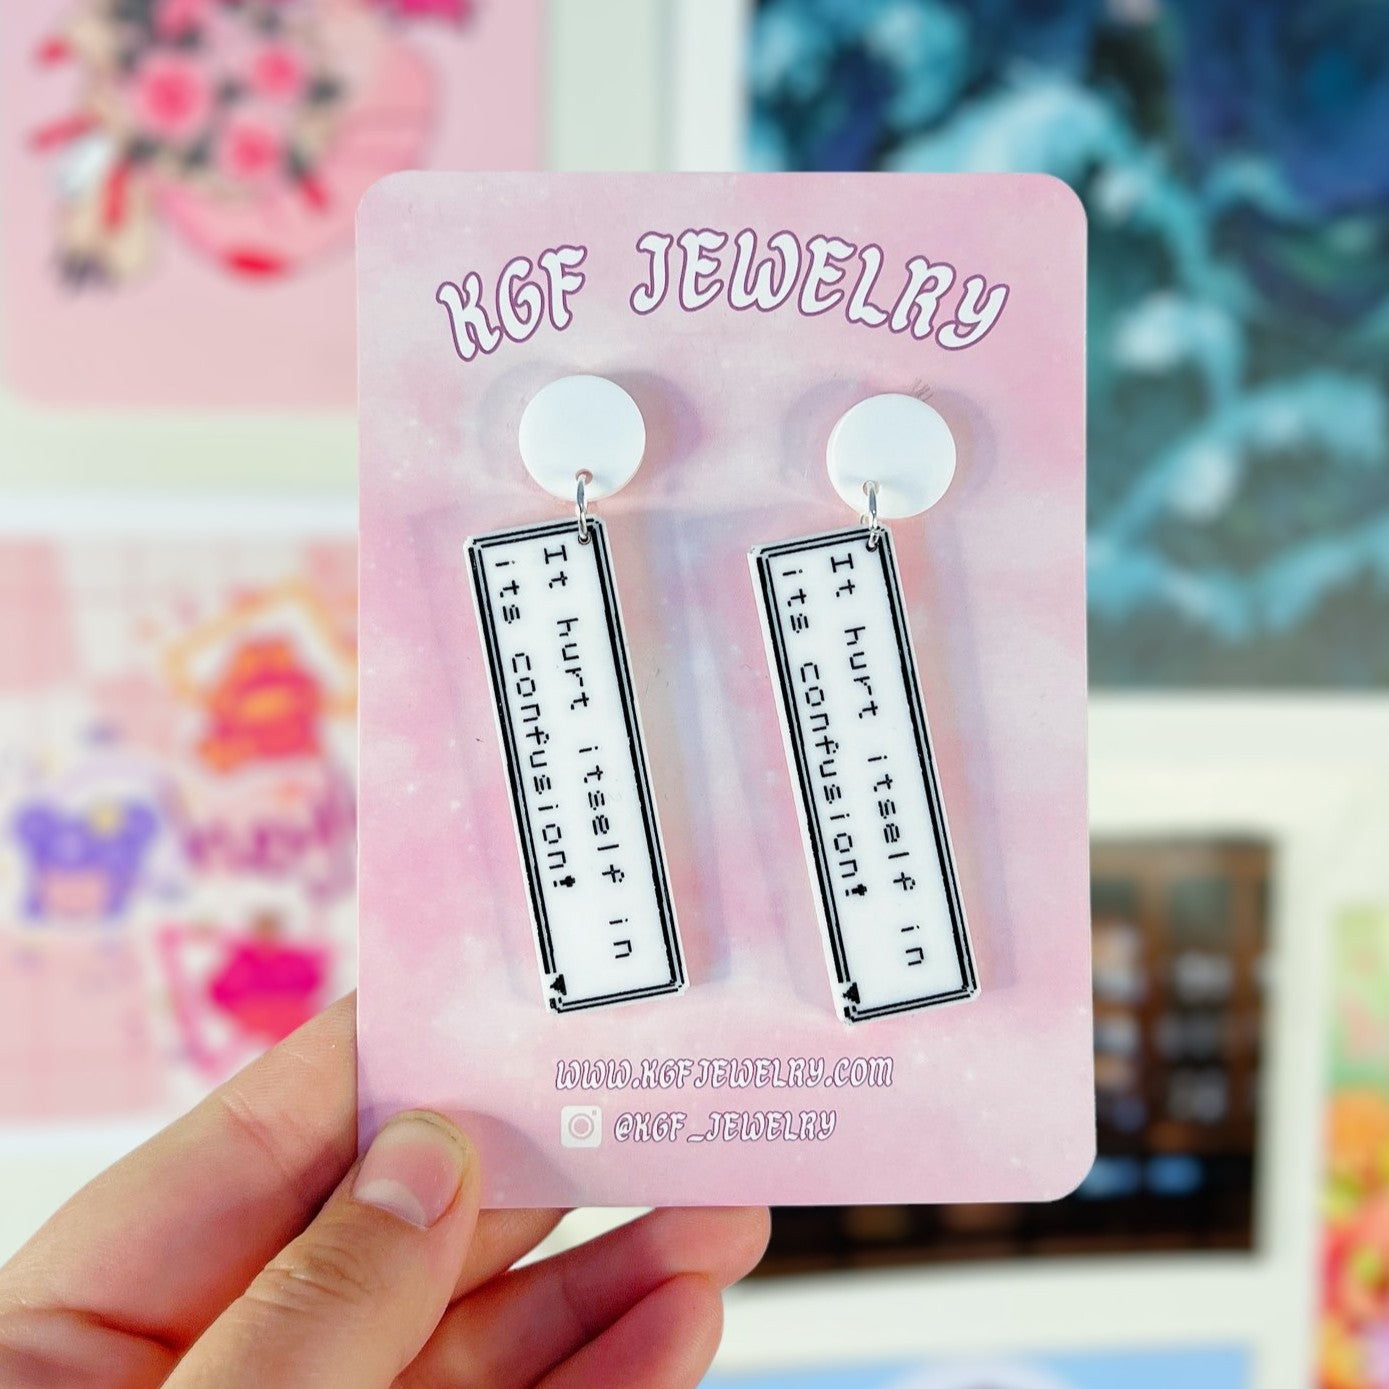 KGF JEWELRY
It hurt itself in
its confusion!
It hurt itself in
its confusion!
WWW.KGFJEWELRY.COM
@KGF_JEWELRY